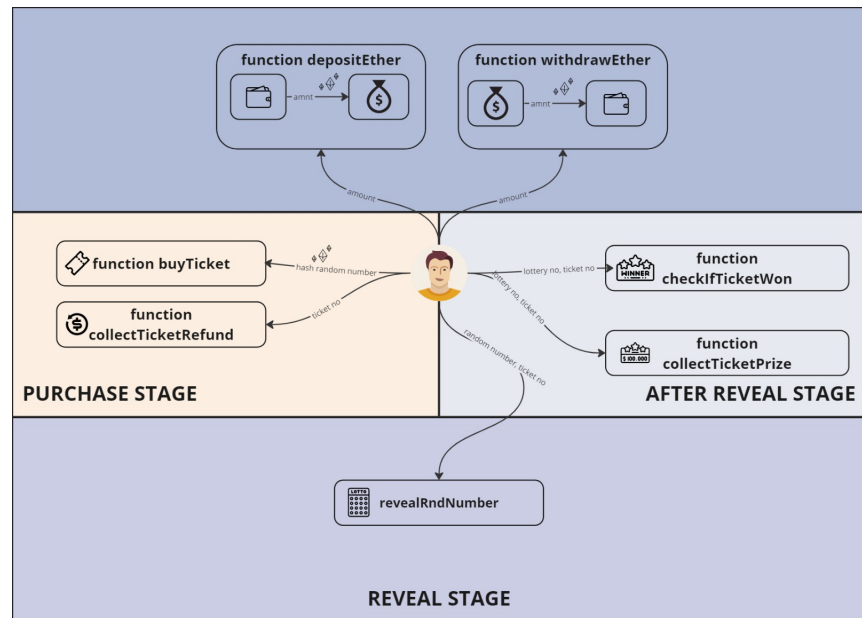 function depositEther
amnt
$
function withdrawEther
$
amnt
amount
amount
function buyTicket
hash random number
function
collectTicketRefund
$
ticket no
PURCHASE STAGE
lottery no, ticket no
WINNER
function
checkIfTicketWon
lottery no, ticket no
$ 100.000
function
collectTicketPrize
AFTER REVEAL STAGE
random number, ticket no
LOTTO
revealRndNumber
REVEAL STAGE